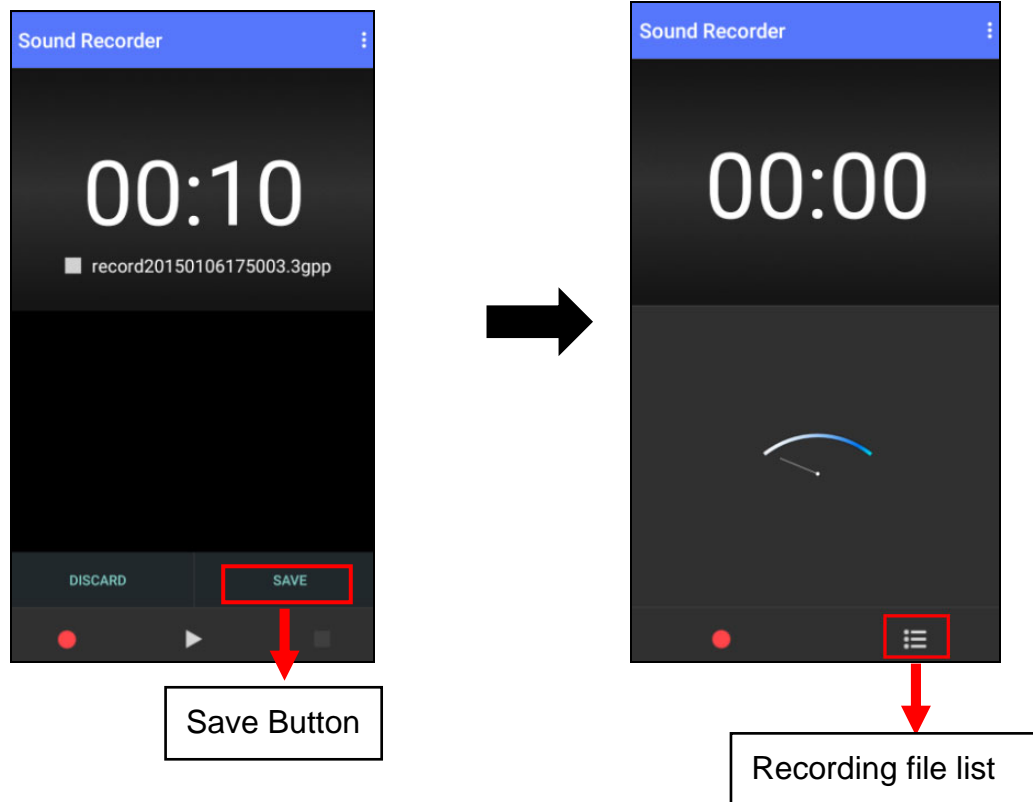 Sound Recorder
00:10
record20150106175003.3gpp
DISCARD SAVE
Save Button
Sound Recorder
00:00
Recording file list